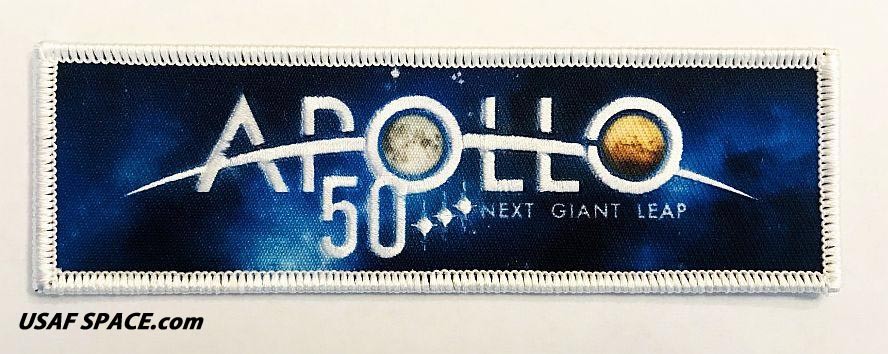 APOLLO
50 NEXT GIANT LEAP
USAF SPACE.com